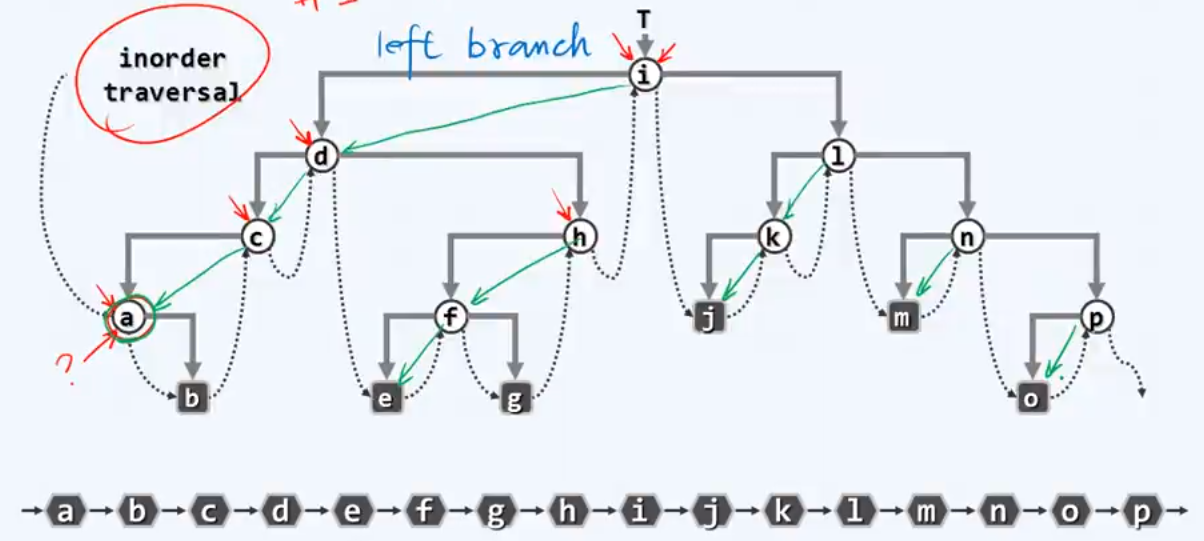 T
left branch
inorder
traversal
i
d
l
c
h
k
n
a
f
j
m
p
?
b
e
g
o
a b c d e f g h i j k l m n o p